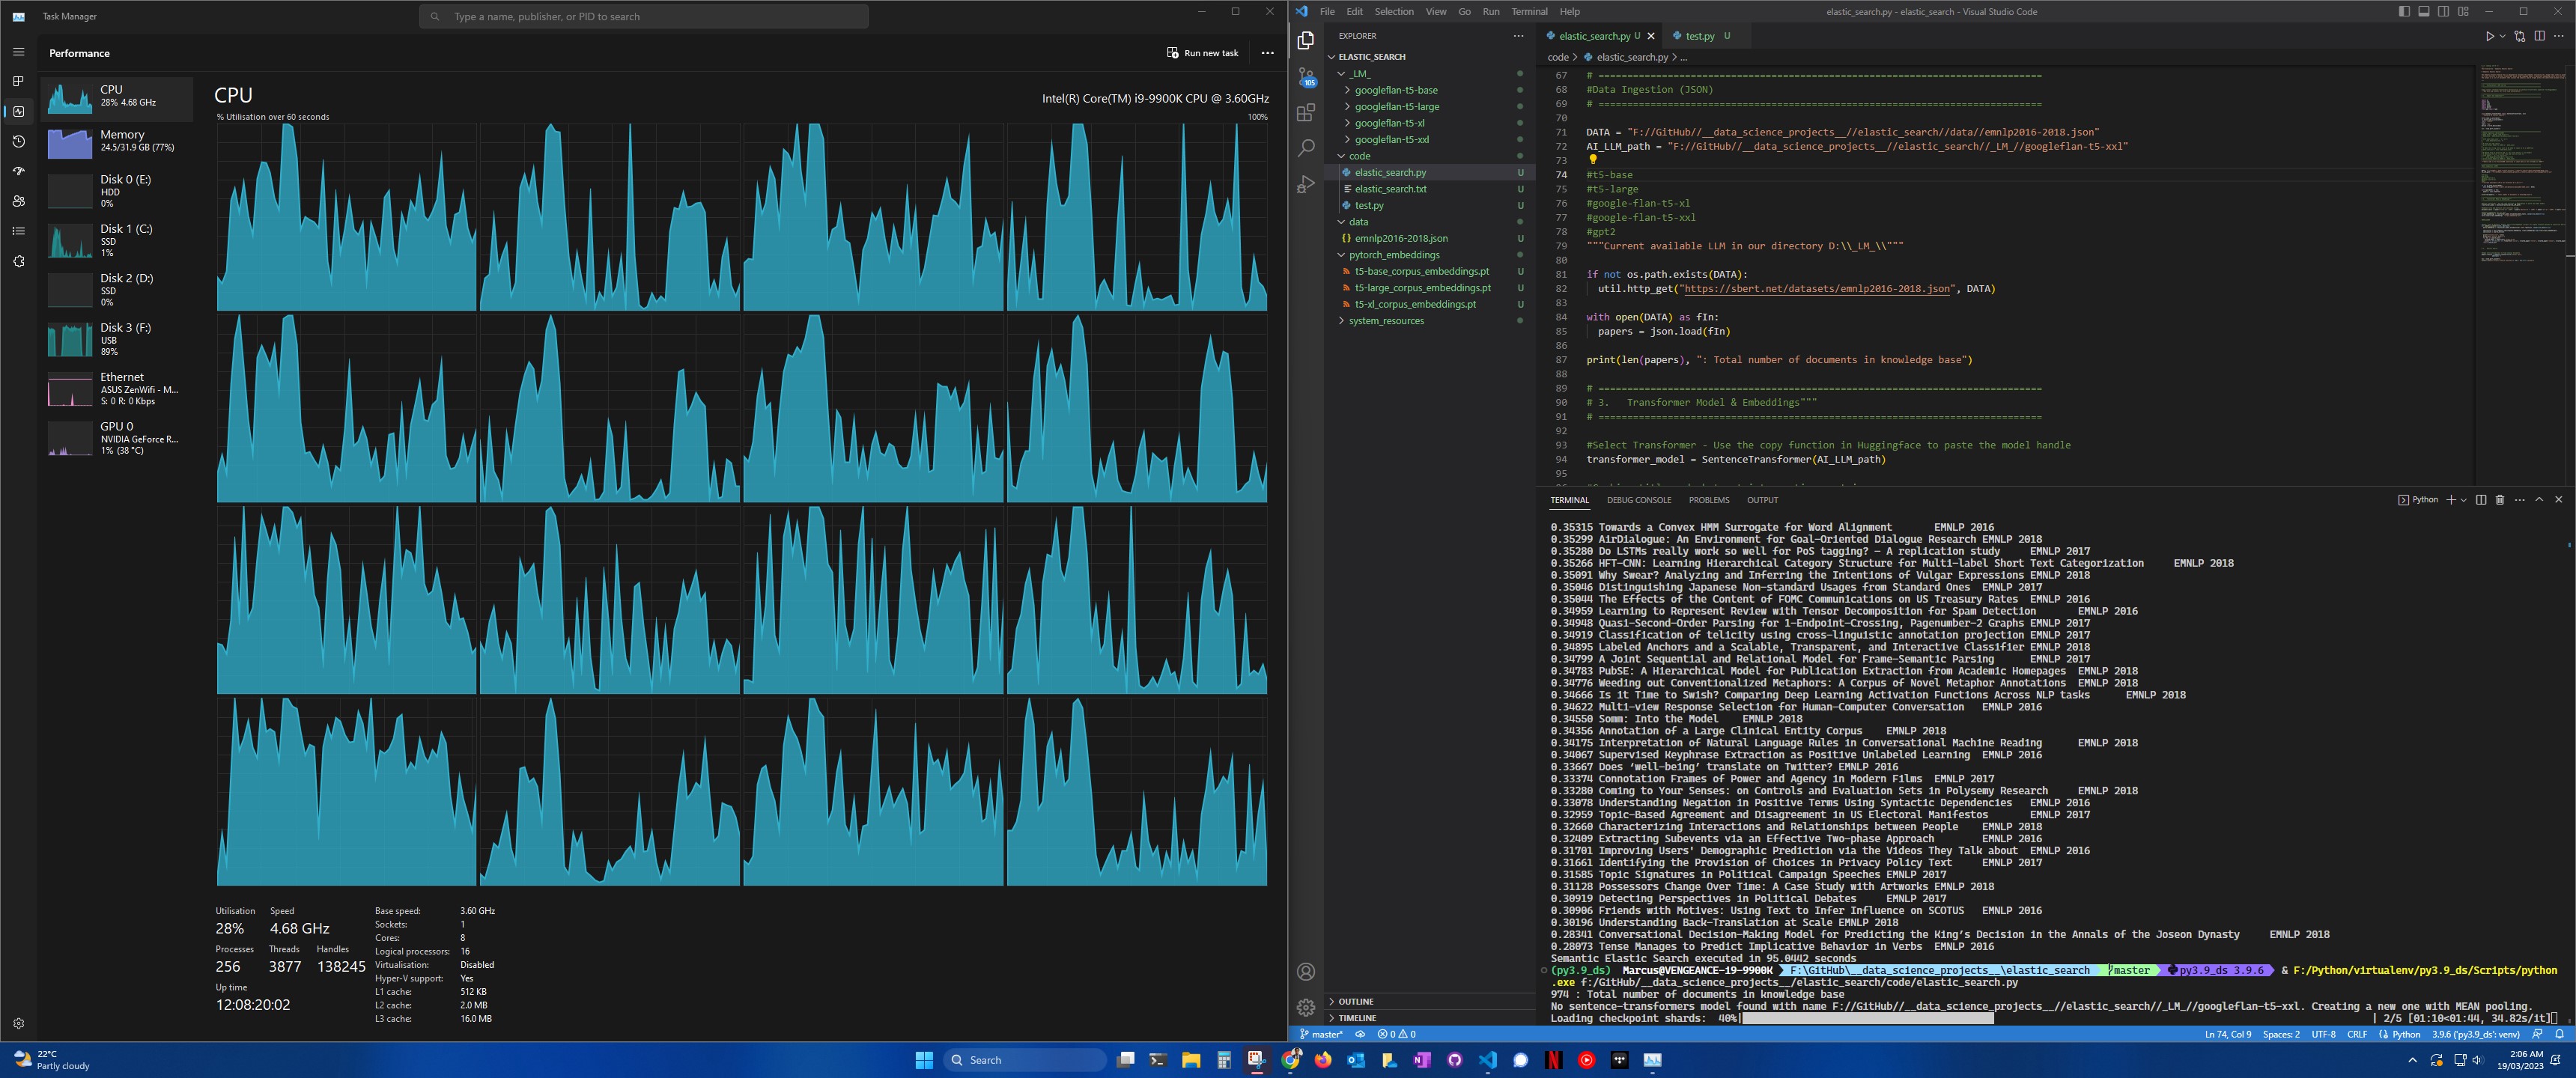 Task Manager
Type a name, publisher, or PID to search
Performance
Run new task
CPU
28% 4.68 GHz
Memory
24.5/31.9 GB (77%)
Disk 0 (E:)
HDD
0%
Disk 1 (C:)
SSD
1%
Disk 2 (D:)
SSD
0%
Disk 3 (F:)
USB
89%
Ethernet
ASUS ZenWifi - M...
S: 0 R: 0 Kbps
GPU 0
NVIDIA GeForce R...
1% (38 °C)
CPU
Intel(R) Core(TM) i9-9900K CPU @ 3.60GHz
% Utilisation over 60 seconds
100%
Utilisation Speed
28% 4.68 GHz
Processes Threads Handles
256 3877 138245
Up time
12:08:20:02
Base speed: 3.60 GHz
Sockets: 1
Cores: 8
Logical processors: 16
Virtualisation: Disabled
Hyper-V support: Yes
L1 cache: 512 KB
L2 cache: 2.0 MB
L3 cache: 16.0 MB
File Edit Selection View Go Run Terminal Help
elastic_search.py - elastic_search - Visual Studio Code
105
EXPLORER
ELASTIC_SEARCH
_LM_
googleflan-t5-base
googleflan-t5-large
googleflan-t5-xl
googleflan-t5-xxl
code
elastic_search.py U
elastic_search.txt U
test.py U
data
emnlp2016-2018.json U
pytorch_embeddings
t5-base_corpus_embeddings.pt U
t5-large_corpus_embeddings.pt U
t5-xl_corpus_embeddings.pt U
system_resources
OUTLINE
TIMELINE
elastic_search.py U
test.py U
code > elastic_search.py > ...
67 # ==========================================================================
68 #Data Ingestion (JSON)
69 # ==========================================================================
70
71 DATA = "F://GitHub//__data_science_projects__//elastic_search//data//emnlp2016-2018.json"
72 AI_LLM_path = "F://GitHub//__data_science_projects__//elastic_search//_LM_//googleflan-t5-xxl"
73
74 #t5-base
75 #t5-large
76 #google-flan-t5-xl
77 #google-flan-t5-xxl
78 #gpt2
79 """Current available LLM in our directory D:\\_LM_\\"""
80
81 if not os.path.exists(DATA):
82 util.http_get("https://sbert.net/datasets/emnlp2016-2018.json", DATA)
83
84 with open(DATA) as fIn:
85 papers = json.load(fIn)
86
87 print(len(papers), ": Total number of documents in knowledge base")
88
89 # ==========================================================================
90 # 3. Transformer Model & Embeddings"""
91 # ==========================================================================
92
93 #Select Transformer - Use the copy function in Huggingface to paste the model handle
94 transformer_model = SentenceTransformer(AI_LLM_path)
95
TERMINAL DEBUG CONSOLE PROBLEMS OUTPUT
Python
0.35315 Towards a Convex HMM Surrogate for Word Alignment EMNLP 2016
0.35299 AirDialogue: An Environment for Goal-Oriented Dialogue Research EMNLP 2018
0.35280 Do LSTMs really work so well for PoS tagging? – A replication study EMNLP 2017
0.35266 HFT-CNN: Learning Hierarchical Category Structure for Multi-label Short Text Categorization EMNLP 2018
0.35091 Why Swear? Analyzing and Inferring the Intentions of Vulgar Expressions EMNLP 2018
0.35046 Distinguishing Japanese Non-standard Usages from Standard Ones EMNLP 2017
0.35044 The Effects of the Content of FOMC Communications on US Treasury Rates EMNLP 2016
0.34959 Learning to Represent Review with Tensor Decomposition for Spam Detection EMNLP 2016
0.34948 Quasi-Second-Order Parsing for 1-Endpoint-Crossing, Pagenumber-2 Graphs EMNLP 2017
0.34919 Classification of telicity using cross-linguistic annotation projection EMNLP 2017
0.34895 Labeled Anchors and a Scalable, Transparent, and Interactive Classifier EMNLP 2018
0.34799 A Joint Sequential and Relational Model for Frame-Semantic Parsing EMNLP 2017
0.34783 PubSE: A Hierarchical Model for Publication Extraction from Academic Homepages EMNLP 2018
0.34776 Weeding out Conventionalized Metaphors: A Corpus of Novel Metaphor Annotations EMNLP 2018
0.34666 Is it Time to Swish? Comparing Deep Learning Activation Functions Across NLP tasks EMNLP 2018
0.34622 Multi-view Response Selection for Human-Computer Conversation EMNLP 2016
0.34550 Somm: Into the Model EMNLP 2018
0.34356 Annotation of a Large Clinical Entity Corpus EMNLP 2018
0.34175 Interpretation of Natural Language Rules in Conversational Machine Reading EMNLP 2018
0.34067 Supervised Keyphrase Extraction as Positive Unlabeled Learning EMNLP 2016
0.33667 Does ‘well-being’ translate on Twitter? EMNLP 2016
0.33374 Connotation Frames of Power and Agency in Modern Films EMNLP 2017
0.33280 Coming to Your Senses: on Controls and Evaluation Sets in Polysemy Research EMNLP 2018
0.33078 Understanding Negation in Positive Terms Using Syntactic Dependencies EMNLP 2016
0.32959 Topic-Based Agreement and Disagreement in US Electoral Manifestos EMNLP 2017
0.32660 Characterizing Interactions and Relationships between People EMNLP 2018
0.32409 Extracting Subevents via an Effective Two-phase Approach EMNLP 2016
0.31701 Improving Users' Demographic Prediction via the Videos They Talk about EMNLP 2016
0.31661 Identifying the Provision of Choices in Privacy Policy Text EMNLP 2017
0.31585 Topic Signatures in Political Campaign Speeches EMNLP 2017
0.31128 Possessors Change Over Time: A Case Study with Artworks EMNLP 2018
0.30919 Detecting Perspectives in Political Debates EMNLP 2017
0.30906 Friends with Motives: Using Text to Infer Influence on SCOTUS EMNLP 2016
0.30196 Understanding Back-Translation at Scale EMNLP 2018
0.28341 Conversational Decision-Making Model for Predicting the King’s Decision in the Annals of the Joseon Dynasty EMNLP 2018
0.28073 Tense Manages to Predict Implicative Behavior in Verbs EMNLP 2016
Semantic Elastic Search executed in 95.0442 seconds
(py3.9_ds) Marcus@VENGEANCE-19-9900K F:\GitHub\__data_science_projects__\elastic_search master py3.9_ds 3.9.6 & F:/Python/virtualenv/py3.9_ds/Scripts/python
.exe f:/GitHub/__data_science_projects__/elastic_search/code/elastic_search.py
974 : Total number of documents in knowledge base
No sentence-transformers model found with name F://GitHub//__data_science_projects__//elastic_search//_LM_//googleflan-t5-xxl. Creating a new one with MEAN pooling.
Loading checkpoint shards: 40%| | 2/5 [01:10<01:44, 34.82s/it]
master* 0 0
Ln 74, Col 9 Spaces: 2 UTF-8 CRLF Python 3.9.6 ('py3.9_ds': venv)
22°C
Partly cloudy
Search
2:06 AM
19/03/2023